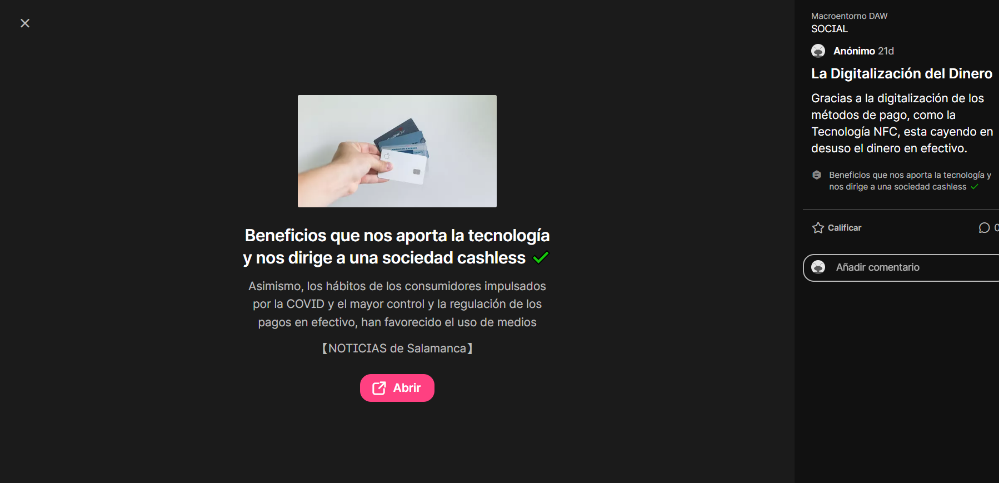 Beneficios que nos aporta la tecnología
y nos dirige a una sociedad cashless
Asimismo, los hábitos de los consumidores impulsados
por la COVID y el mayor control y la regulación de los
pagos en efectivo, han favorecido el uso de medios
【NOTICIAS de Salamanca】
Abrir
Macroentorno DAW
SOCIAL
Anónimo 21d
La Digitalización del Dinero
Gracias a la digitalización de los
métodos de pago, como la
Tecnología NFC, esta cayendo en
desuso el dinero en efectivo.
Beneficios que nos aporta la tecnología y
nos dirige a una sociedad cashless
Calificar
0
Añadir comentario
AMERICAN EXPRESS